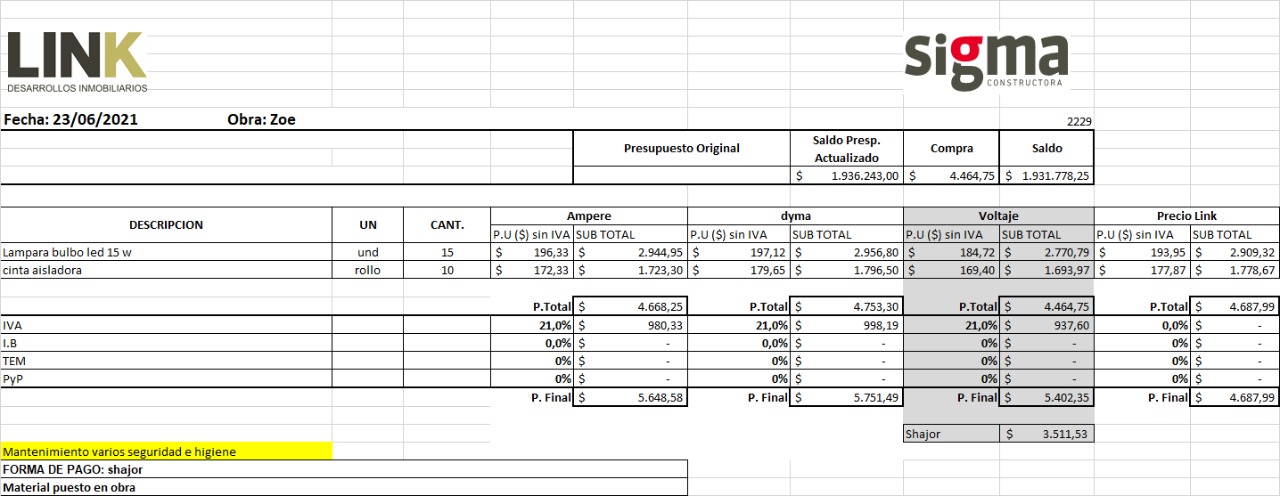 LINK
DESARROLLOS INMOBILIARIOS
sigma
CONSTRUCTORA
Fecha: 23/06/2021 Obra: Zoe 2229
Presupuesto Original Saldo Presp. Actualizado Compra Saldo
$ 1.936.243,00 $ 4.464,75 $ 1.931.778,25
DESCRIPCION UN CANT. Ampere dyma Voltaje Precio Link
P.U ($) sin IVA SUB TOTAL P.U ($) sin IVA SUB TOTAL P.U ($) sin IVA SUB TOTAL P.U ($) sin IVA SUB TOTAL
Lampara bulbo led 15 w und 15 $ 196,33 $ 2.944,95 $ 197,12 $ 2.956,80 $ 184,72 $ 2.770,79 $ 193,95 $ 2.909,32
cinta aisladora rollo 10 $ 172,33 $ 1.723,30 $ 179,65 $ 1.796,50 $ 169,40 $ 1.693,97 $ 177,87 $ 1.778,67
P.Total $ 4.668,25 P.Total $ 4.753,30 P.Total $ 4.464,75 P.Total $ 4.687,99
IVA 21,0% $ 980,33 21,0% $ 998,19 21,0% $ 937,60 0,0% $ -
I.B 0,0% $ - 0,0% $ - 0% $ - 0% $ -
TEM 0% $ - 0% $ - 0% $ - 0% $ -
PyP 0% $ - 0% $ - 0% $ - 0% $ -
P. Final $ 5.648,58 P. Final $ 5.751,49 P. Final $ 5.402,35 P. Final $ 4.687,99
Shajor $ 3.511,53
Mantenimiento varios seguridad e higiene
FORMA DE PAGO: shajor
Material puesto en obra